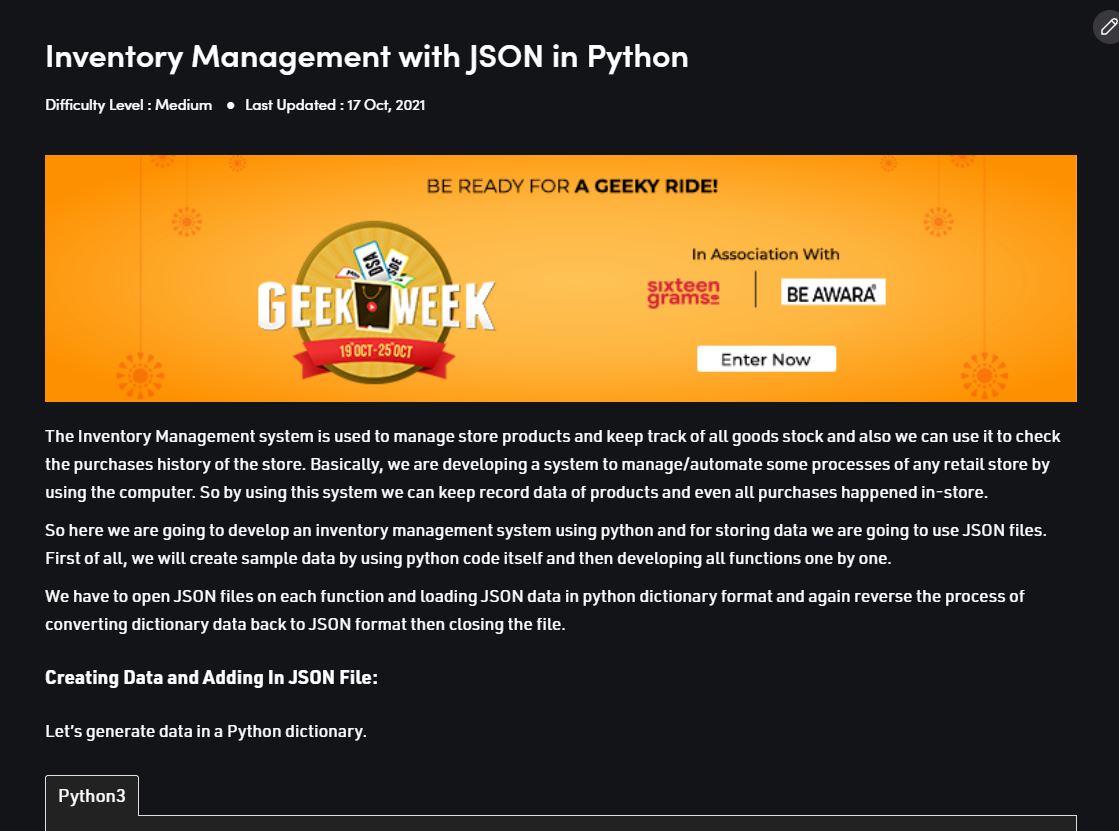 Inventory Management with JSON in Python
Difficulty Level : Medium ● Last Updated : 17 Oct, 2021
BE READY FOR A GEEKY RIDE!
DSA
SDE
GEEK WEEK
19 OCT - 25 OCT
In Association With
sixteen
grams
BE AWARA
Enter Now
The Inventory Management system is used to manage store products and keep track of all goods stock and also we can use it to check
the purchases history of the store. Basically, we are developing a system to manage/automate some processes of any retail store by
using the computer. So by using this system we can keep record data of products and even all purchases happened in-store.
So here we are going to develop an inventory management system using python and for storing data we are going to use JSON files.
First of all, we will create sample data by using python code itself and then developing all functions one by one.
We have to open JSON files on each function and loading JSON data in python dictionary format and again reverse the process of
converting dictionary data back to JSON format then closing the file.
Creating Data and Adding In JSON File:
Let's generate data in a Python dictionary.
Python3